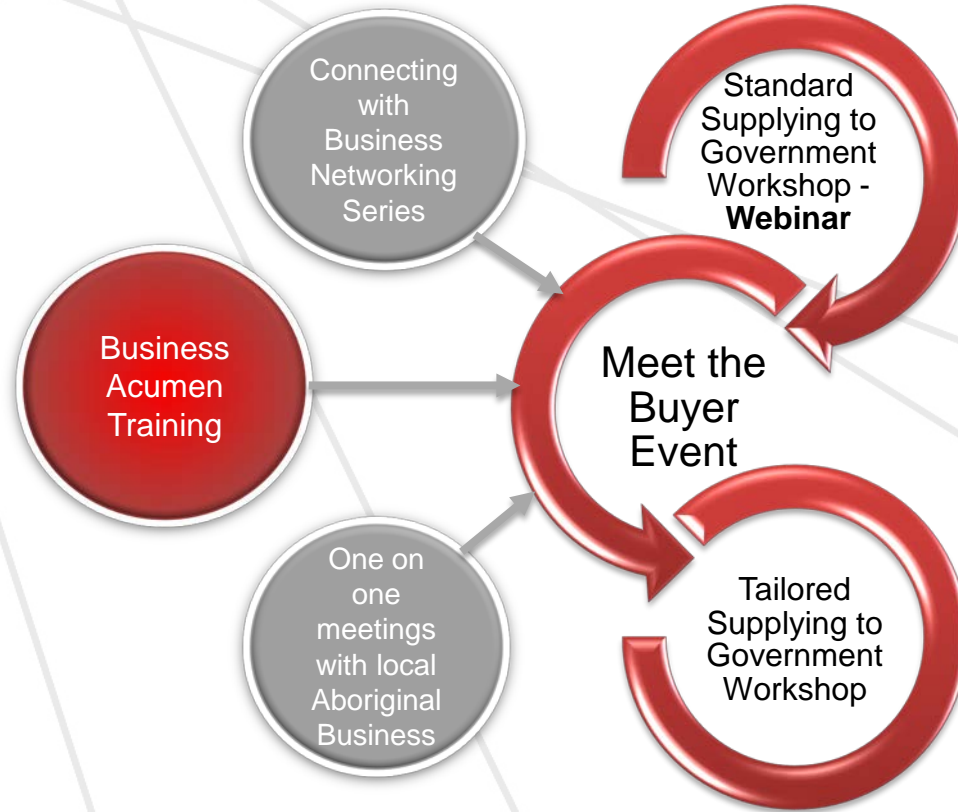 Connecting
with
Business
Networking
Series
Standard
Supplying to
Government
Workshop -
Webinar
Business
Acumen
Training
Meet the
Buyer
Event
One on
one
meetings
with local
Aboriginal
Business
Tailored
Supplying to
Government
Workshop